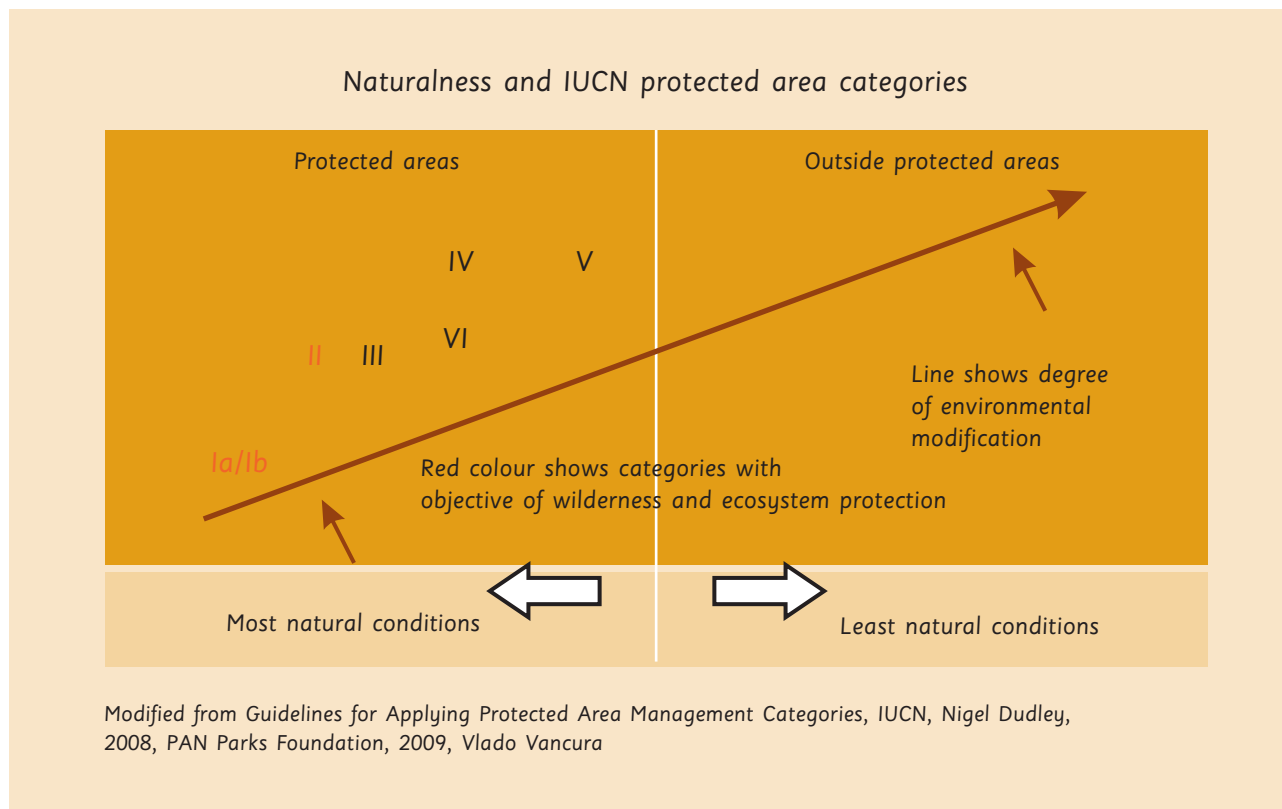 Naturalness and IUCN protected area categories
Protected areas
Outside protected areas
IV
V
VI
II
III
Line shows degree
of environmental
modification
Ia/Ib
Red colour shows categories with
objective of wilderness and ecosystem protection
Most natural conditions
Least natural conditions
Modified from Guidelines for Applying Protected Area Management Categories, IUCN, Nigel Dudley,
2008, PAN Parks Foundation, 2009, Vlado Vancura